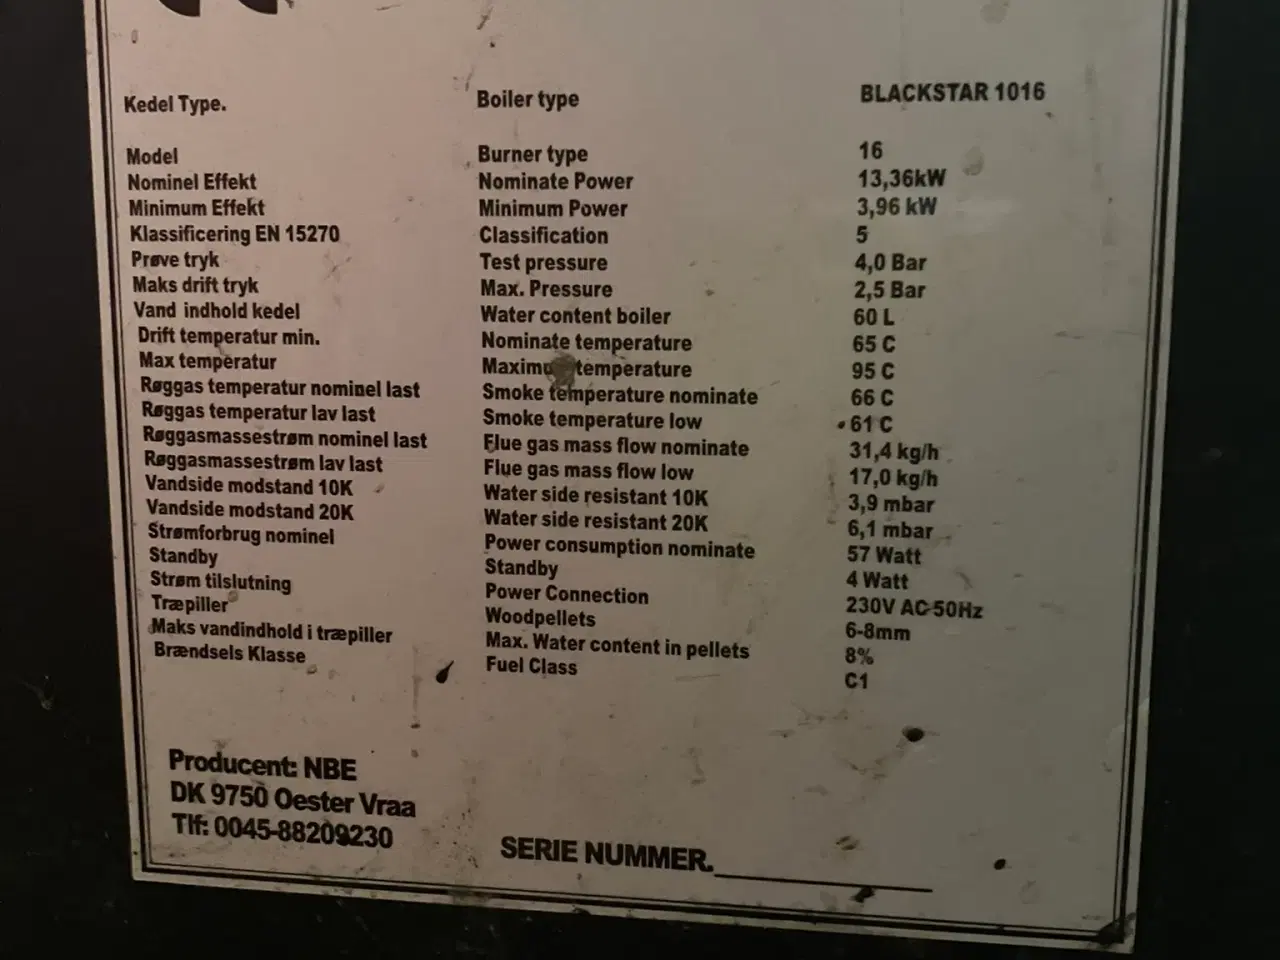 Kedel Type. Boiler type BLACKSTAR 1016
Model Burner type 16
Nominel Effekt Nominate Power 13,36kW
Minimum Effekt Minimum Power 3,96 kW
Klassificering EN 15270 Classification 5
Prøve tryk Test pressure 4,0 Bar
Maks drift tryk Max. Pressure 2,5 Bar
Vand indhold kedel Water content boiler 60 L
Drift temperatur min. Nominate temperature 65 C
Max temperatur Maximum temperature 95 C
Røggas temperatur nominel last Smoke temperature nominate 66 C
Røggas temperatur lav last Smoke temperature low 61 C
Røggasmassestrøm nominel last Flue gas mass flow nominate 31,4 kg/h
Røggasmassestrøm lav last Flue gas mass flow low 17,0 kg/h
Vandside modstand 10K Water side resistant 10K 3,9 mbar
Vandside modstand 20K Water side resistant 20K 6,1 mbar
Strømforbrug nominel Power consumption nominate 57 Watt
Standby Standby 4 Watt
Strøm tilslutning Power Connection 230V AC-50Hz
Træpiller Woodpellets 6-8mm
Maks vandindhold i træpiller Max. Water content in pellets 8%
Brændsels Klasse Fuel Class C1
Producent: NBE
DK 9750 Oester Vraa
Tlf: 0045-88209230
SERIE NUMMER.